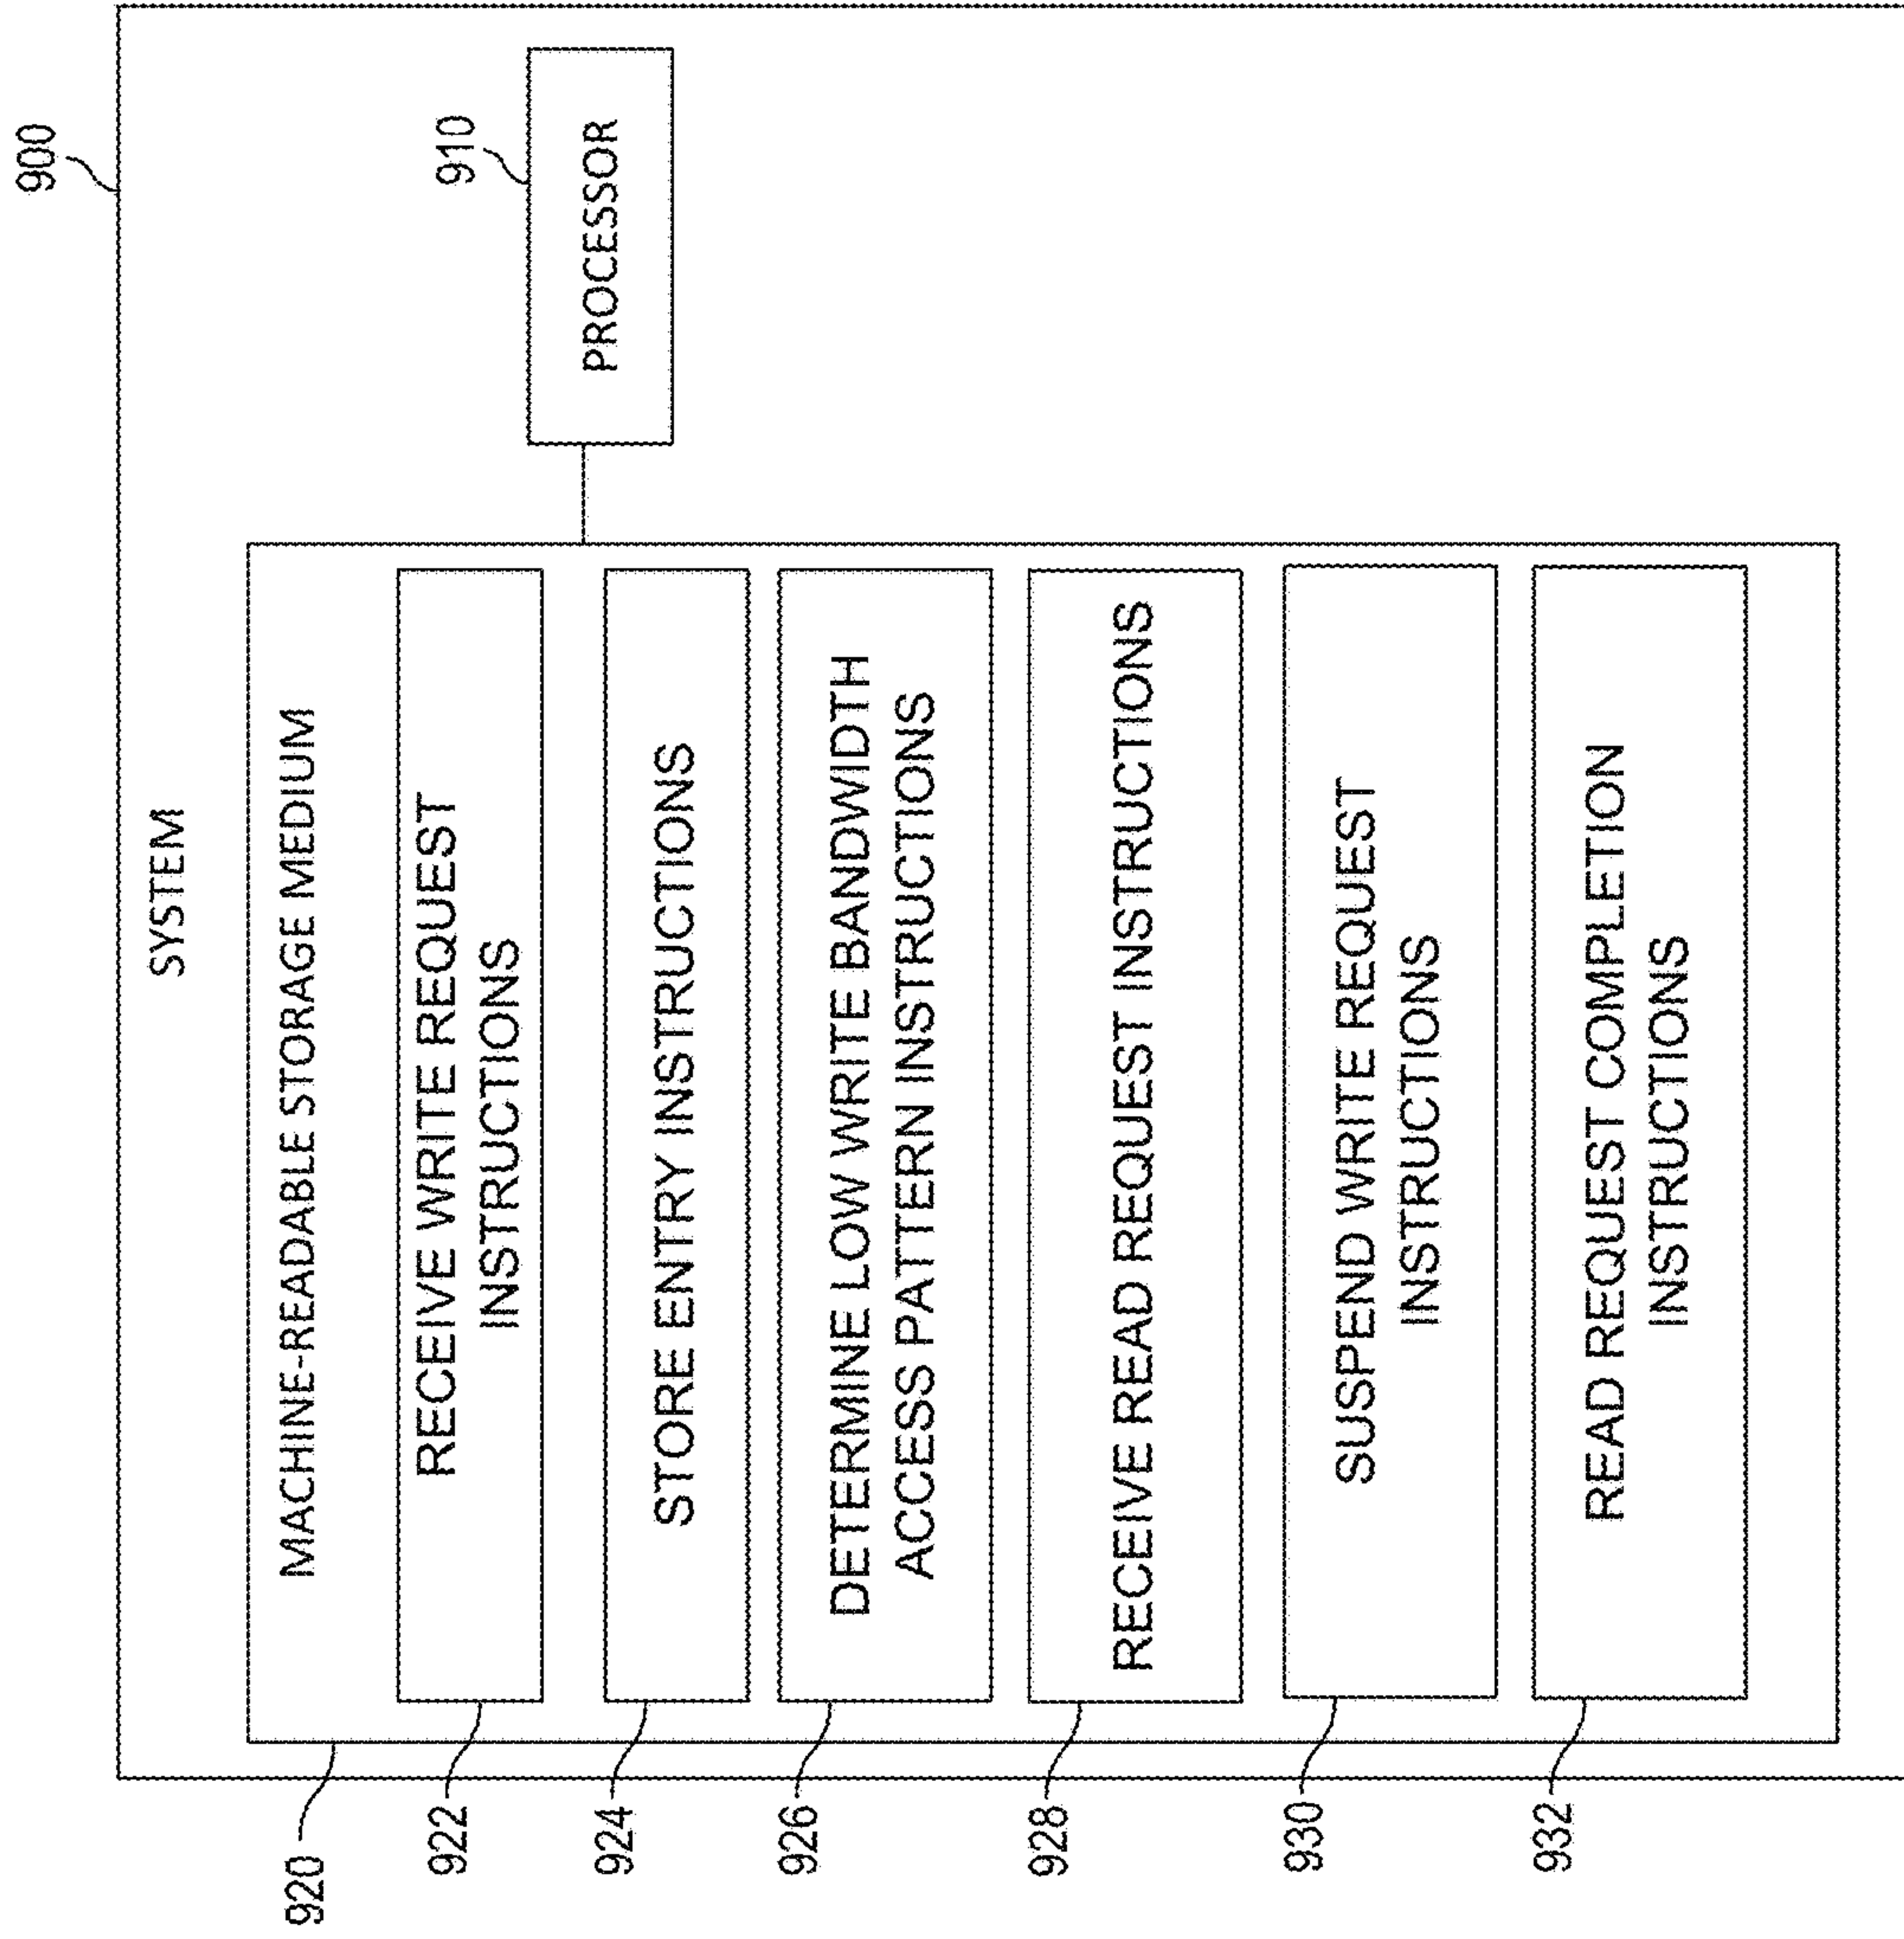 900
SYSTEM
920
MACHINE-READABLE STORAGE MEDIUM
910
PROCESSOR
922
RECEIVE WRITE REQUEST
INSTRUCTIONS
924
STORE ENTRY INSTRUCTIONS
926
DETERMINE LOW WRITE BANDWIDTH
ACCESS PATTERN INSTRUCTIONS
928
RECEIVE READ REQUEST INSTRUCTIONS
930
SUSPEND WRITE REQUEST
INSTRUCTIONS
932
READ REQUEST COMPLETION
INSTRUCTIONS